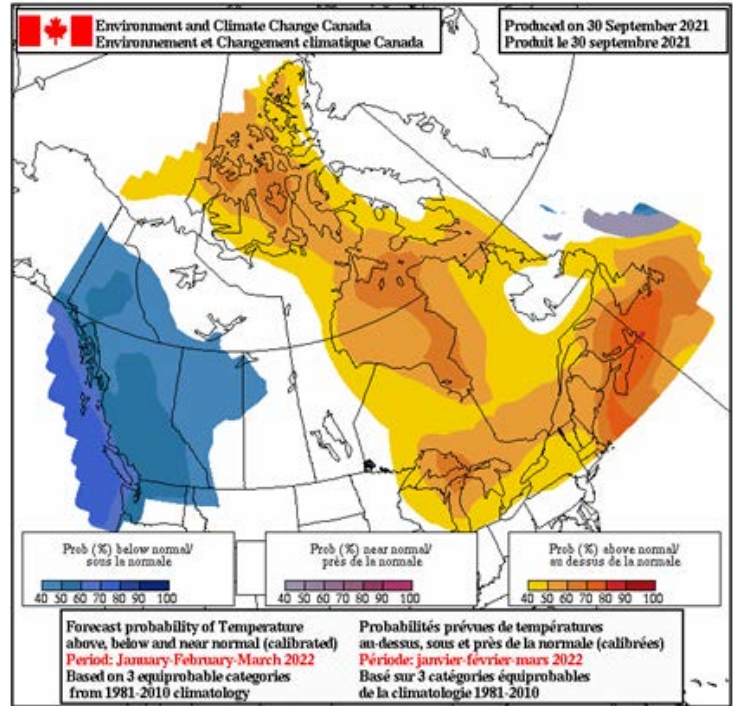 Environment and Climate Change Canada
Environnement et Changement climatique Canada
Produced on 30 September 2021
Produit le 30 septembre 2021
Prob (%) below normal/
sous la normale
40 50 60 70 80 90 100
Prob (%) near normal/
près de la normale
40 50 60 70 80 90 100
Prob (%) above normal/
au dessus de la normale
40 50 60 70 80 90 100
Forecast probability of Temperature
above, below and near normal (calibrated)
Period: January-February-March 2022
Based on 3 equiprobable categories
from 1981-2010 climatology
Probabilités prévues de températures
au-dessus, sous et près de la normale (calibrées)
Période: janvier-février-mars 2022
Basé sur 3 catégories équiprobables
de la climatologie 1981-2010